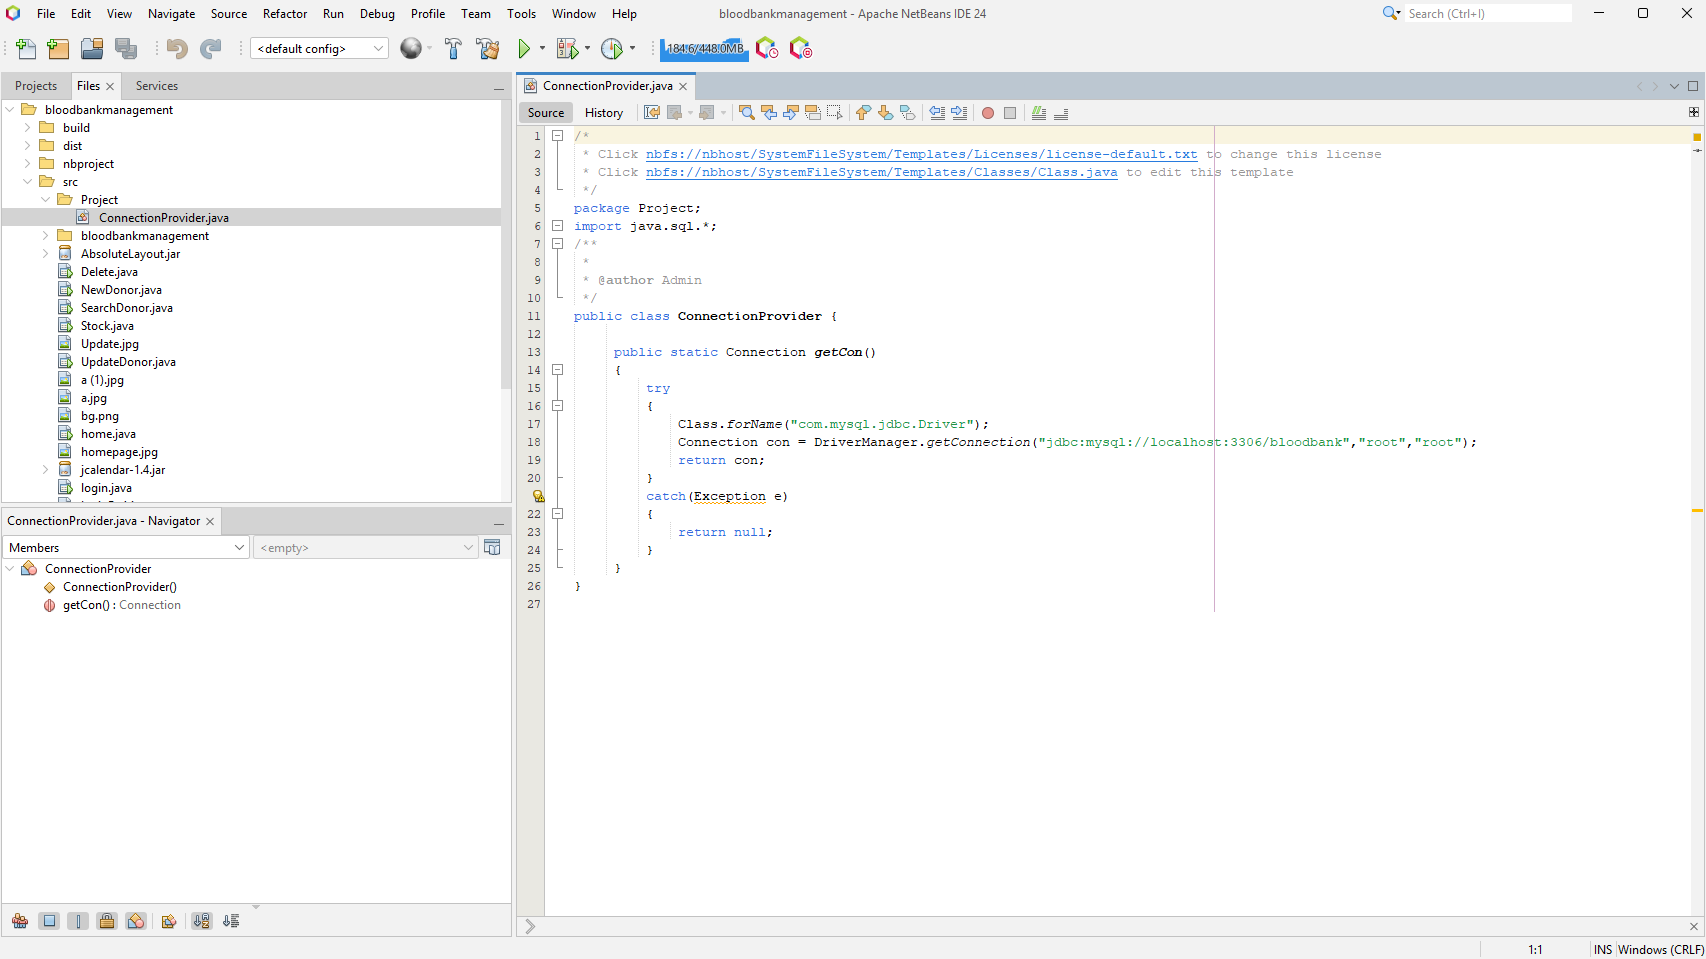 File Edit View Navigate Source Refactor Run Debug Profile Team Tools Window Help
bloodbankmanagement - Apache NetBeans IDE 24
Search (Ctrl+I)
<default config>
184.6/448.0MB
Projects Files Services
bloodbankmanagement
build
dist
nbproject
src
Project
ConnectionProvider.java
bloodbankmanagement
AbsoluteLayout.jar
Delete.java
NewDonor.java
SearchDonor.java
Stock.java
Update.jpg
UpdateDonor.java
a (1).jpg
a.jpg
bg.png
home.java
homepage.jpg
jcalendar-1.4.jar
login.java
ConnectionProvider.java - Navigator
Members
<empty>
ConnectionProvider
ConnectionProvider()
getCon() : Connection
ConnectionProvider.java
Source History
1 /*
2 * Click nbfs://nbhost/SystemFileSystem/Templates/Licenses/license-default.txt to change this license
3 * Click nbfs://nbhost/SystemFileSystem/Templates/Classes/Class.java to edit this template
4 */
5 package Project;
6 import java.sql.*;
7 /**
8 *
9 * @author Admin
10 */
11 public class ConnectionProvider {
12
13 public static Connection getCon()
14 {
15 try
16 {
17 Class.forName("com.mysql.jdbc.Driver");
18 Connection con = DriverManager.getConnection("jdbc:mysql://localhost:3306/bloodbank","root","root");
19 return con;
20 }
catch(Exception e)
22 {
23 return null;
24 }
25 }
26 }
27
1:1 INS Windows (CRLF)